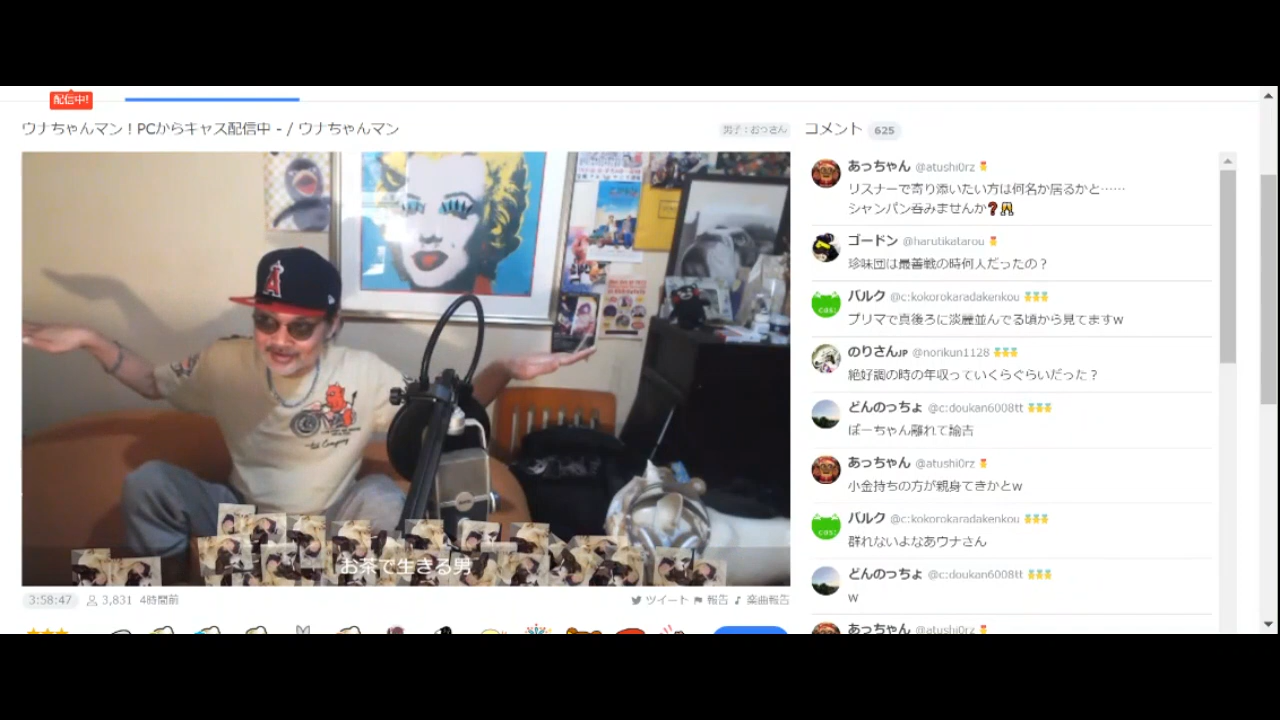 配信中!
ウナちゃんマン！PCからキャス配信中 - / ウナちゃんマン
男子：おっさん
お茶で生きる男
3:58:47 3,831 4時間前
ツイート 報告 楽曲報告
コメント 625
あっちゃん @atushi0rz
リスナーで寄り添いたい方は何名か居るかと……
シャンパン呑みませんか❓
ゴードン @harutikatarou
珍味団は最善戦の時何人だったの？
バルク @c:kokorokaradakenkou
プリマで真後ろに淡麗並んでる頃から見てますw
のりさんJP @norikun1128
絶好調の時の年収っていくらぐらいだった？
どんのっちょ @c:doukan6008tt
ばーちゃん離れて諭吉
あっちゃん @atushi0rz
小金持ちの方が親身てきかとw
バルク @c:kokorokaradakenkou
群れないよなあウナさん
どんのっちょ @c:doukan6008tt
w
あっちゃん @atushi0rz